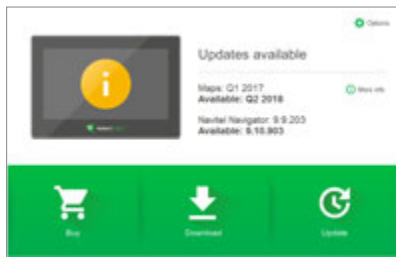 Options
Updates available
Maps: Q1 2017
Available: Q2 2018
More info
Navitel Navigator: 9.9.203
Available: 9.10.903
Buy
Download
Update